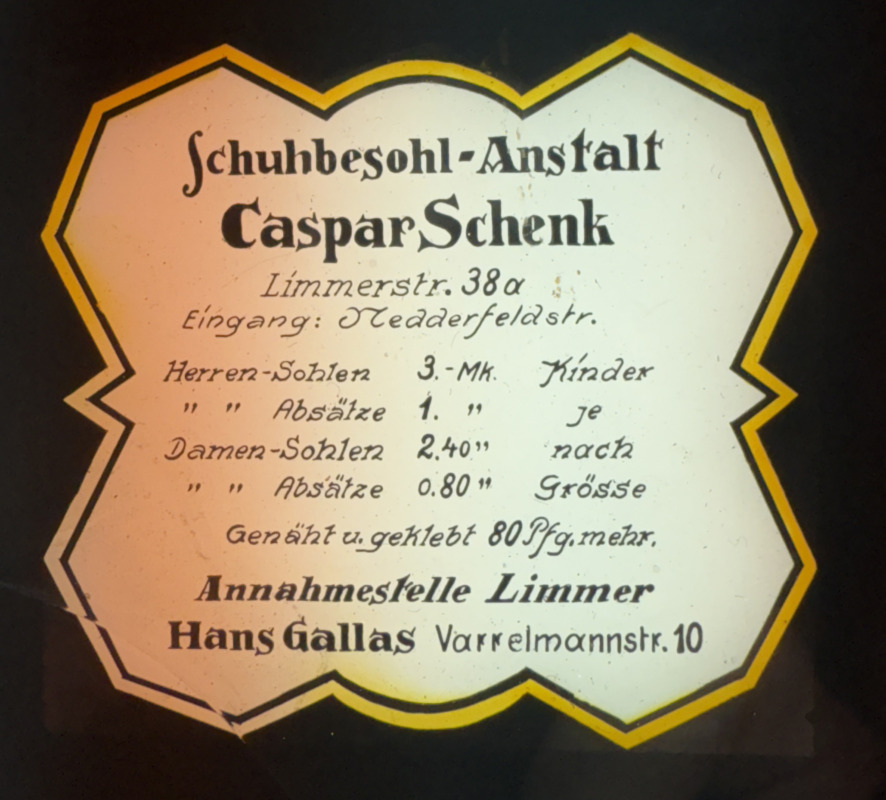 Schuhbesohl-Anstalt
Caspar Schenk
Limmerstr. 38a
Eingang: Nedderfeldstr.
Herren-Sohlen 3.-Mk. Kinder
" " Absätze 1. " je
Damen-Sohlen 2.40 " nach
" " Absätze 0.80 " Grösse
Genäht u. geklebt 80 Pfg. mehr.
Annahmestelle Limmer
Hans Gallas Varrelmannstr. 10